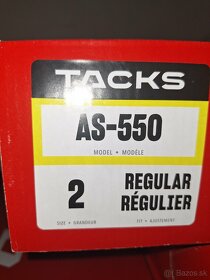 TACKS
AS-550
MODEL • MODÈLE
2
REGULAR
RÉGULIER
SIZE • GRANDEUR
FIT • AJUSTEMENT
Bazos.sk